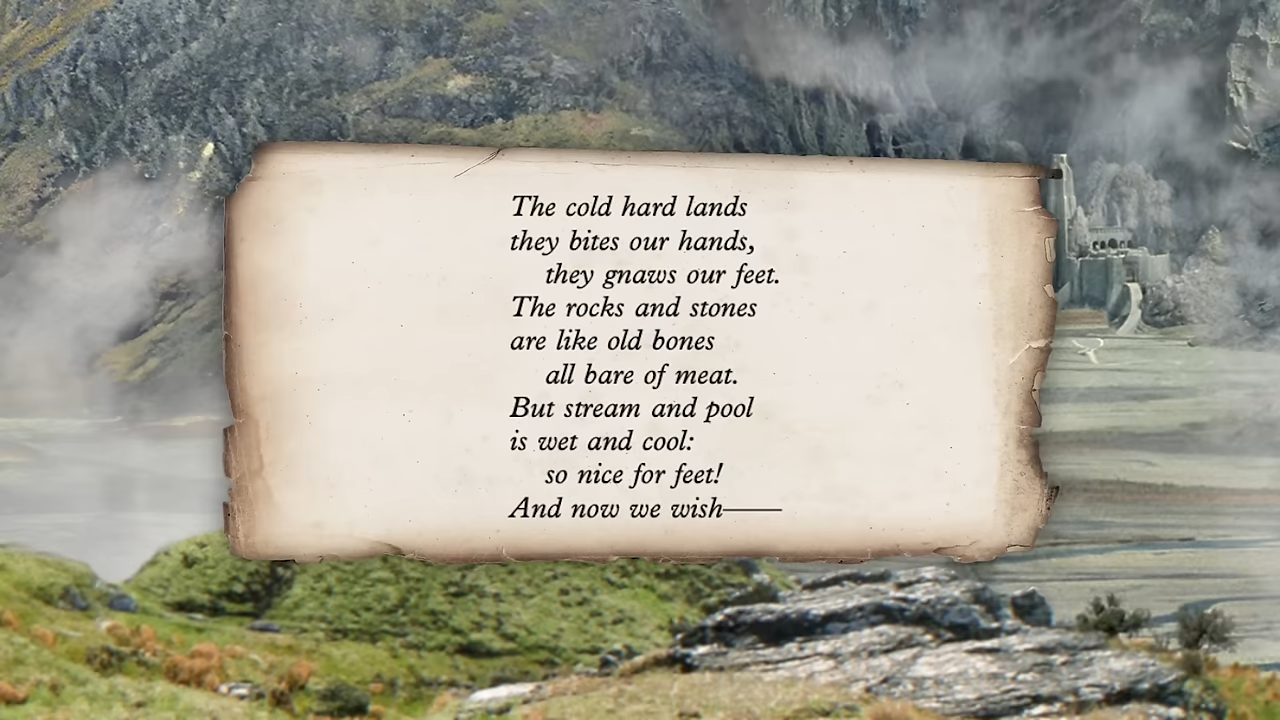 The cold hard lands
they bites our hands,
they gnaws our feet.
The rocks and stones
are like old bones
all bare of meat.
But stream and pool
is wet and cool:
so nice for feet!
And now we wish——